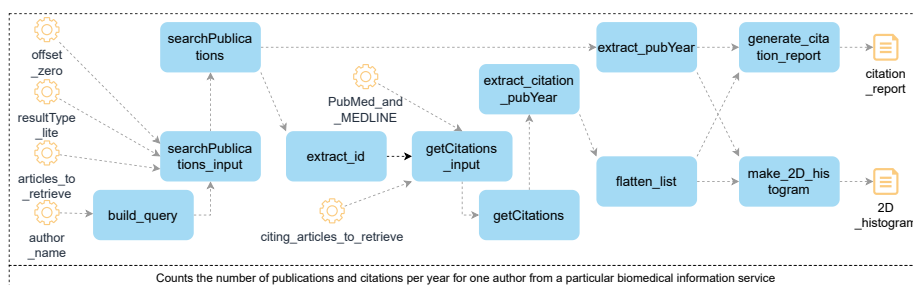 offset
_zero
resultType
_lite
articles_to
_retrieve
author
_name
build_query
searchPublica
tions
searchPublica
tions_input
extract_id
PubMed_and
_MEDLINE
citing_articles_to_retrieve
getCitations
_input
extract_citation
_pubYear
getCitations
extract_pubYear
flatten_list
generate_cita
tion_report
make_2D_his
togram
citation
_report
2D
_histogram
Counts the number of publications and citations per year for one author from a particular biomedical information service